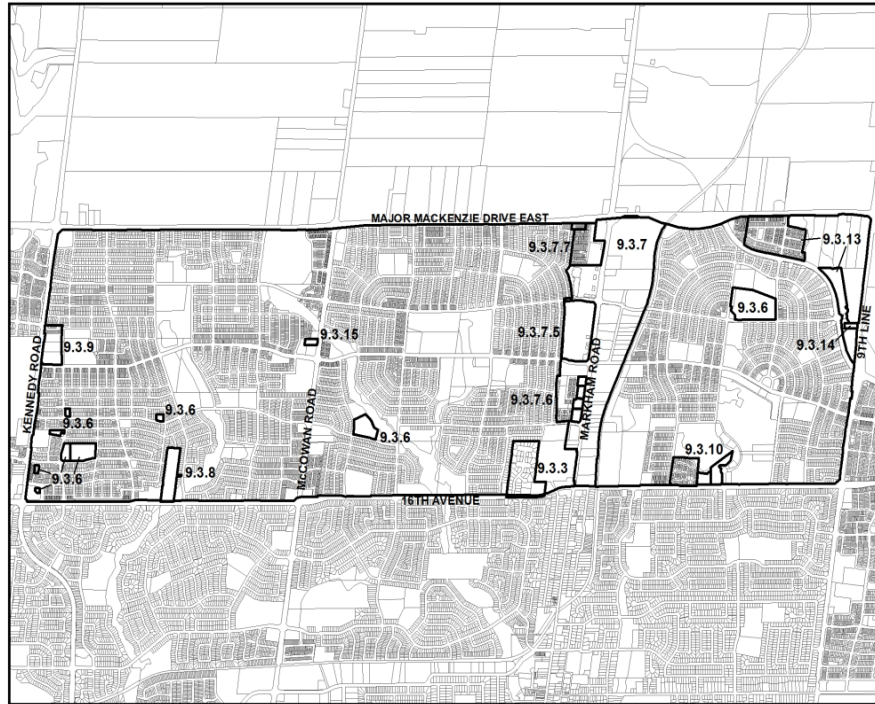 MAJOR MACKENZIE DRIVE EAST
9.3.7.7
9.3.7
9.3.13
9.3.6
9.3.14
9TH LINE
9.3.15
9.3.7.5
KENNEDY ROAD
9.3.9
MARKHAM ROAD
9.3.7.6
McCOWAN ROAD
9.3.6
9.3.6
9.3.6
9.3.10
9.3.3
9.3.8
9.3.6
16TH AVENUE